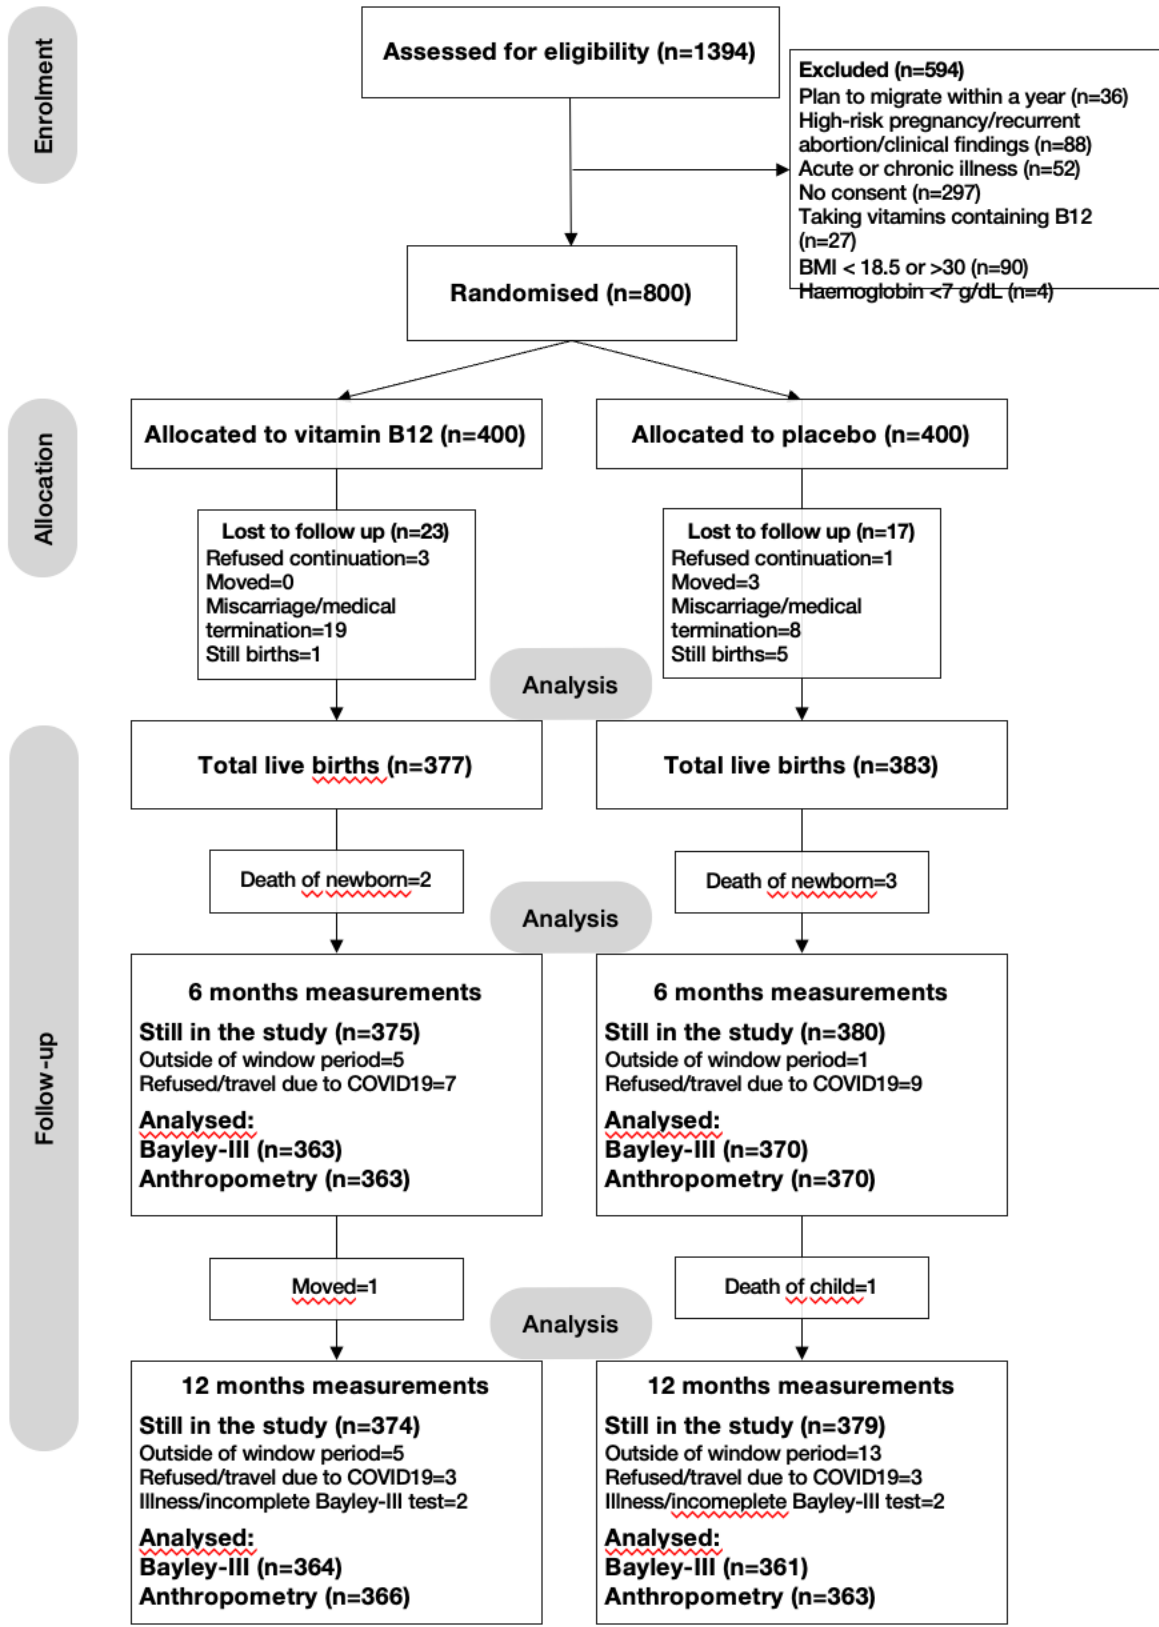 Enrolment
Assessed for eligibility (n=1394)
Excluded (n=594)
Plan to migrate within a year (n=36)
High-risk pregnancy/recurrent
abortion/clinical findings (n=88)
Acute or chronic illness (n=52)
No consent (n=297)
Taking vitamins containing B12
(n=27)
BMI < 18.5 or >30 (n=90)
Haemoglobin <7 g/dL (n=4)
Randomised (n=800)
Allocation
Allocated to vitamin B12 (n=400)
Allocated to placebo (n=400)
Lost to follow up (n=23)
Refused continuation=3
Moved=0
Miscarriage/medical
termination=19
Still births=1
Lost to follow up (n=17)
Refused continuation=1
Moved=3
Miscarriage/medical
termination=8
Still births=5
Analysis
Follow-up
Total live births (n=377)
Total live births (n=383)
Death of newborn=2
Death of newborn=3
Analysis
6 months measurements
Still in the study (n=375)
Outside of window period=5
Refused/travel due to COVID19=7
Analysed:
Bayley-III (n=363)
Anthropometry (n=363)
6 months measurements
Still in the study (n=380)
Outside of window period=1
Refused/travel due to COVID19=9
Analysed:
Bayley-III (n=370)
Anthropometry (n=370)
Moved=1
Death of child=1
Analysis
12 months measurements
Still in the study (n=374)
Outside of window period=5
Refused/travel due to COVID19=3
Illness/incomplete Bayley-III test=2
Analysed:
Bayley-III (n=364)
Anthropometry (n=366)
12 months measurements
Still in the study (n=379)
Outside of window period=13
Refused/travel due to COVID19=3
Illness/incomeplete Bayley-III test=2
Analysed:
Bayley-III (n=361)
Anthropometry (n=363)